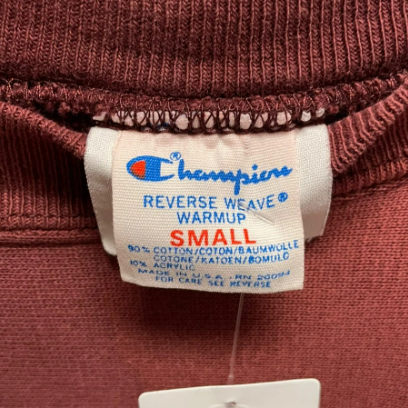 Champion®
REVERSE WEAVE®
WARMUP
SMALL
90% COTTON/COTON/BAUMWOLLE
COTONE/KATOEN/BOMULD
10% ACRYLIC
MADE IN U.S.A. - RN 26094
FOR CARE SEE REVERSE